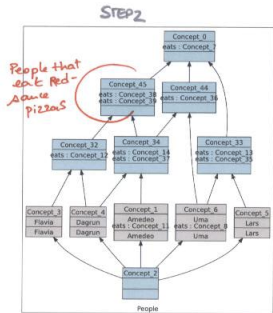 STEP2
People that
eat Red-
sauce
pizzas
Concept_0
eats : Concept_7
Concept_45
eats : Concept_38
eats : Concept_39
Concept_44
eats : Concept_36
Concept_32
eats : Concept_12
Concept_34
eats : Concept_14
eats : Concept_37
Concept_33
eats : Concept_13
eats : Concept_35
Concept_3
Flavia
Flavia
Concept_4
Dagrun
Dagrun
Concept_1
Amedeo
eats : Concept_11
Amedeo
Concept_6
Uma
eats : Concept_8
Uma
Concept_5
Lars
Lars
Concept_2
People